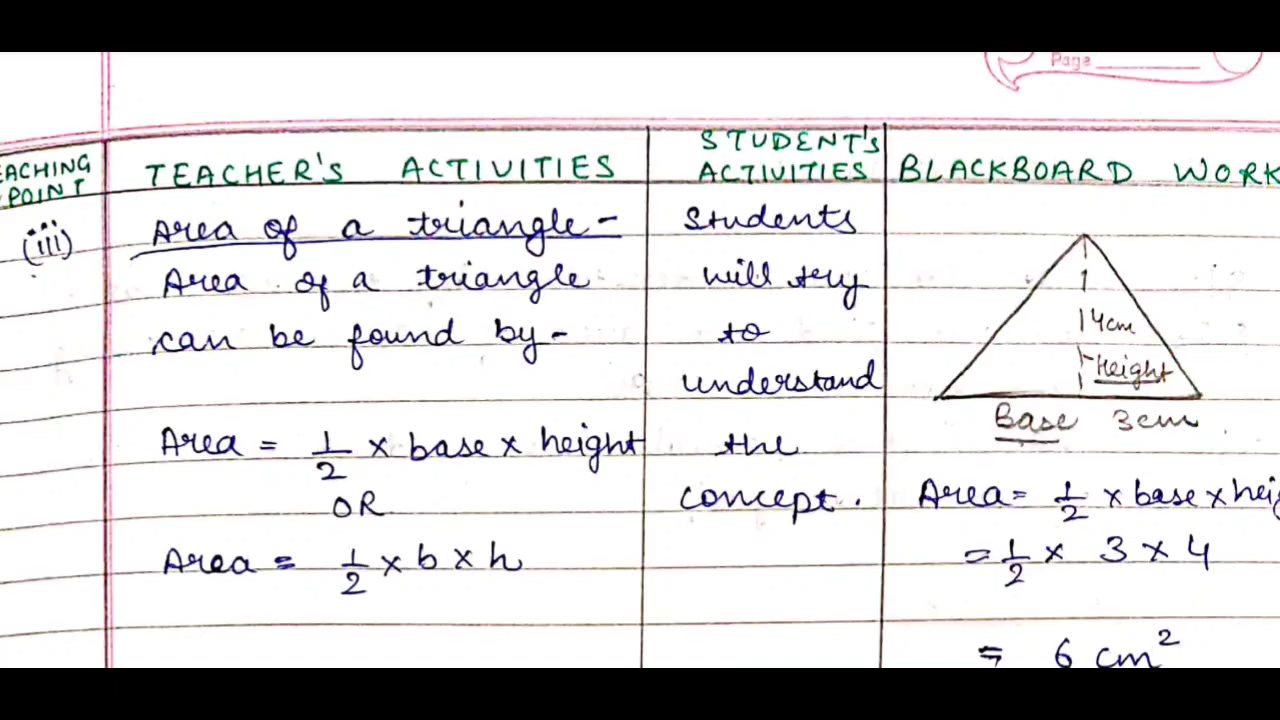 Page
TEACHER'S ACTIVITIES
STUDENT'S
ACTIVITIES
BLACKBOARD WORK
EACHING
POINT
(iii)
Area of a triangle-
Area of a triangle
can be found by-
Area = 1/2 × base × height
OR
Area = 1/2 × b × h
Students
will try
to
understand
the
concept.
4cm
Height
Base 3cm
Area = 1/2 × base × heig
= 1/2 × 3 × 4
= 6 cm²